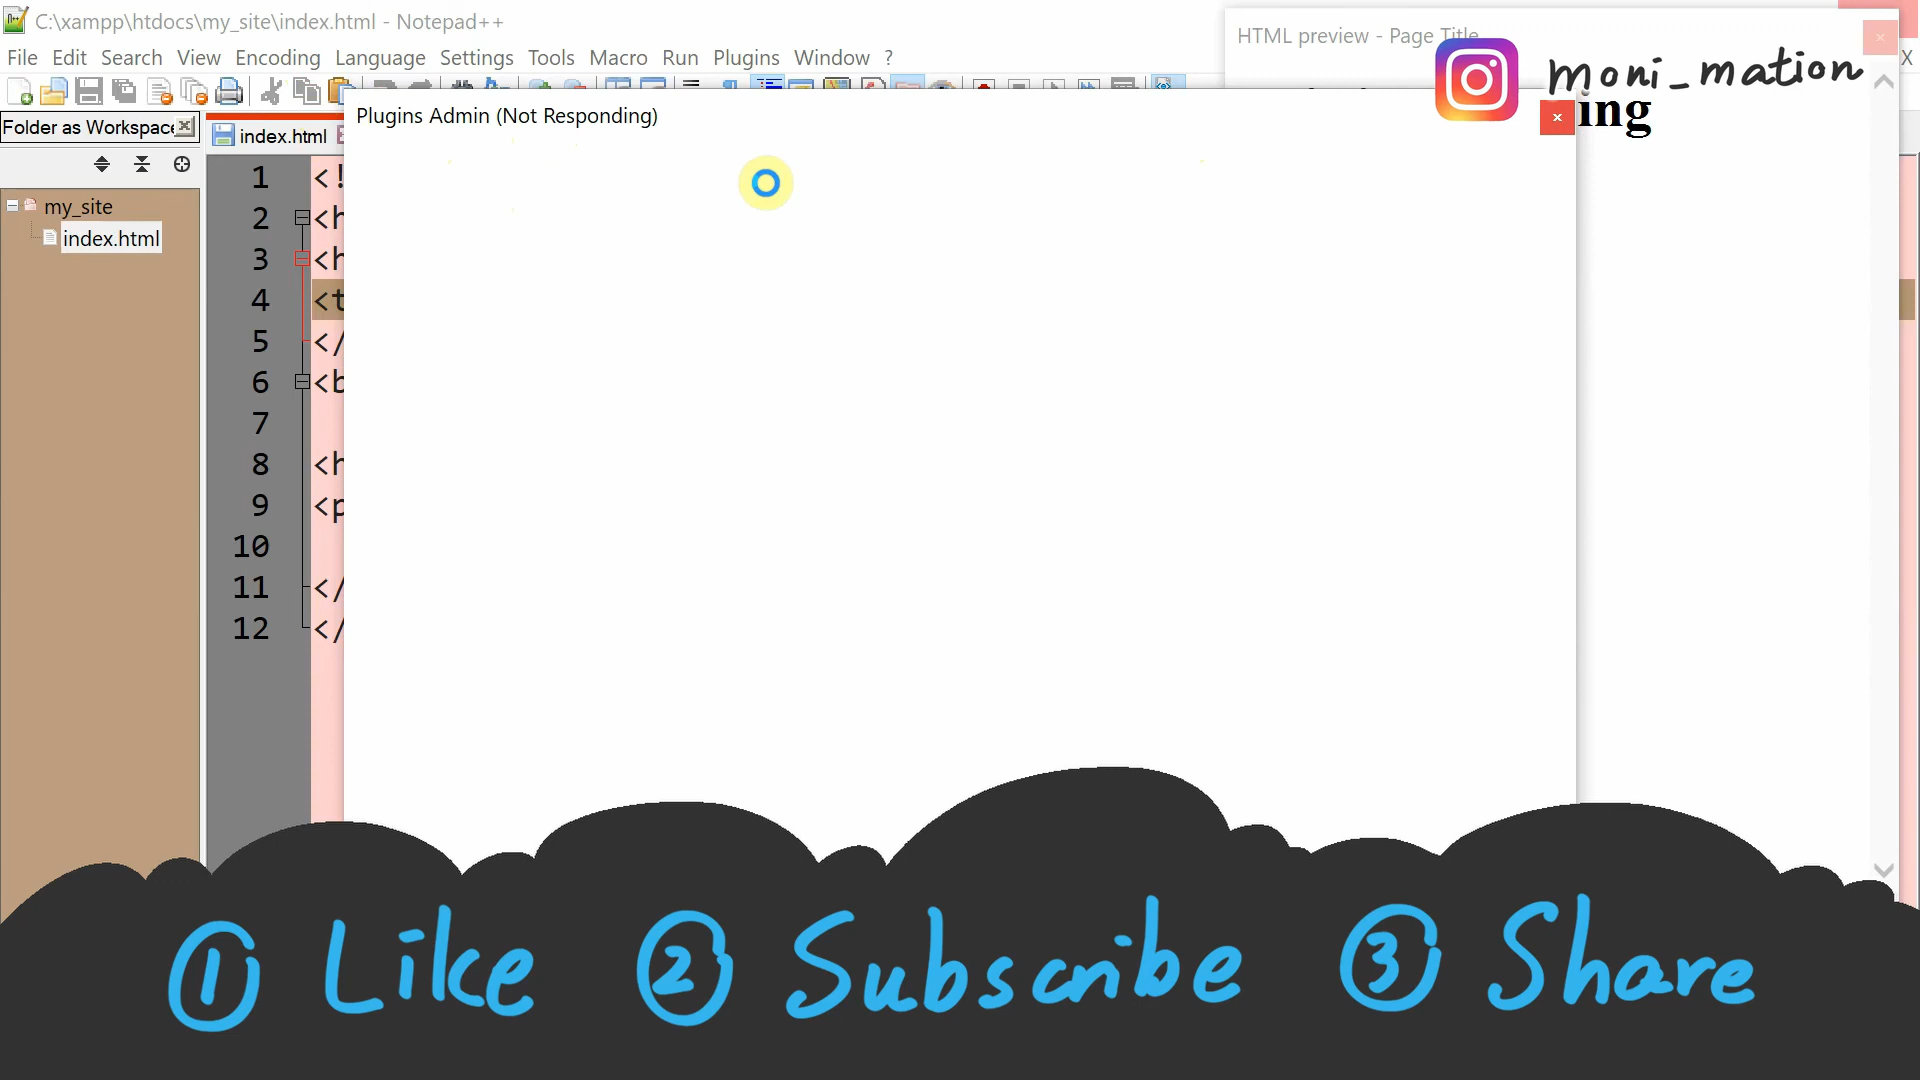 C:\xampp\htdocs\my_site\index.html - Notepad++
File Edit Search View Encoding Language Settings Tools Macro Run Plugins Window ? X
HTML preview - Page Title
moni_mation
ing
Folder as Workspace
index.html
Plugins Admin (Not Responding)
my_site
index.html
1 <!
2 <h
3 <h
4 <t
5 </
6 <b
7
8 <h
9 <p
10
11 </
12 </
① Like ② Subscribe ③ Share